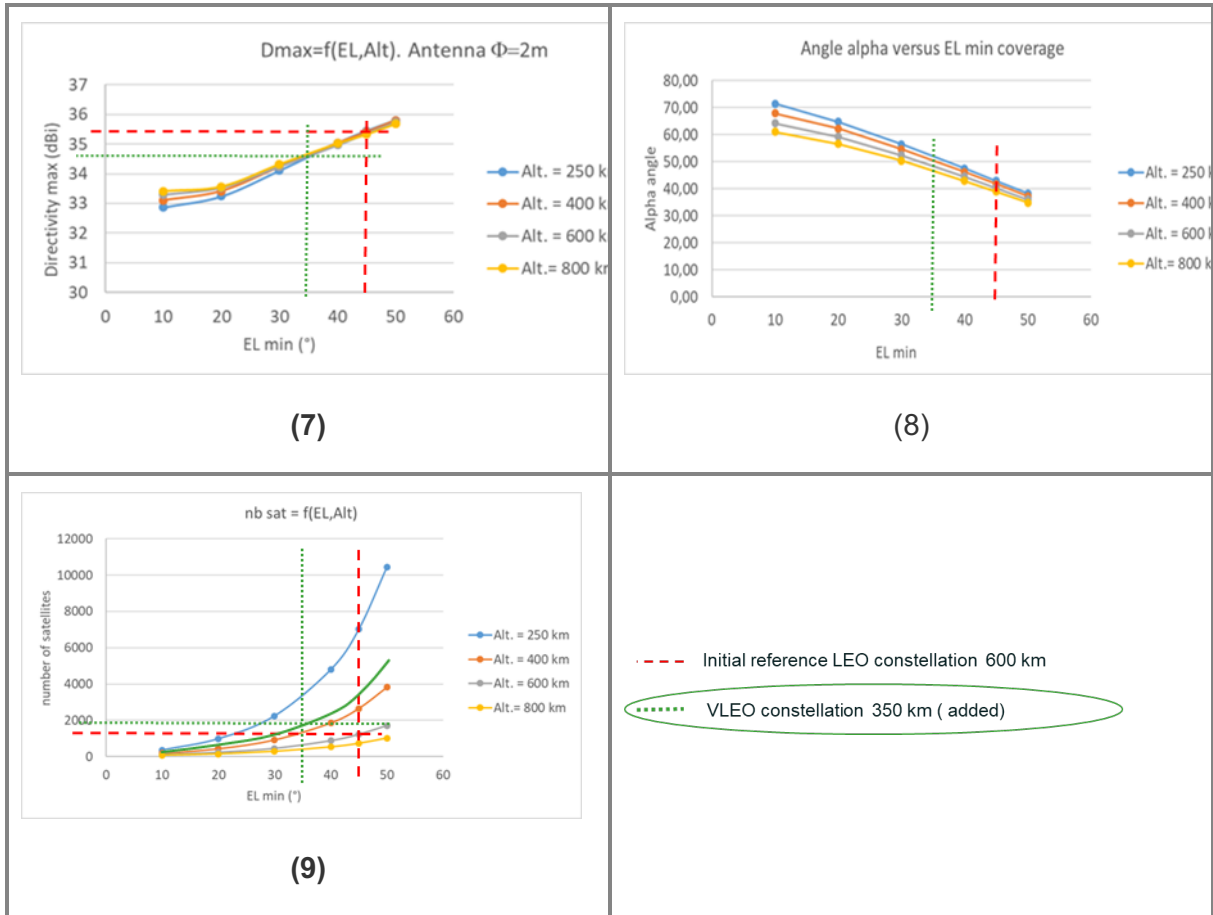 Dmax=f(EL,Alt). Antenna Φ=2m
37
36
35
34
33
32
31
30
Directivity max (dBi)
0 10 20 30 40 50 60
EL min (°)
Alt. = 250 k
Alt. = 400 k
Alt. = 600 k
Alt.= 800 km
(7)
Angle alpha versus EL min coverage
80,00
70,00
60,00
50,00
40,00
30,00
20,00
10,00
0,00
Alpha angle
0 10 20 30 40 50 60
EL min
Alt. = 250
Alt. = 400
Alt. = 600
Alt. = 800
(8)
nb sat = f(EL,Alt)
12000
10000
8000
6000
4000
2000
0
number of satellites
0 10 20 30 40 50 60
EL min (°)
Alt. = 250 km
Alt. = 400 km
Alt. = 600 km
Alt.= 800 km
(9)
Initial reference LEO constellation 600 km
VLEO constellation 350 km ( added)